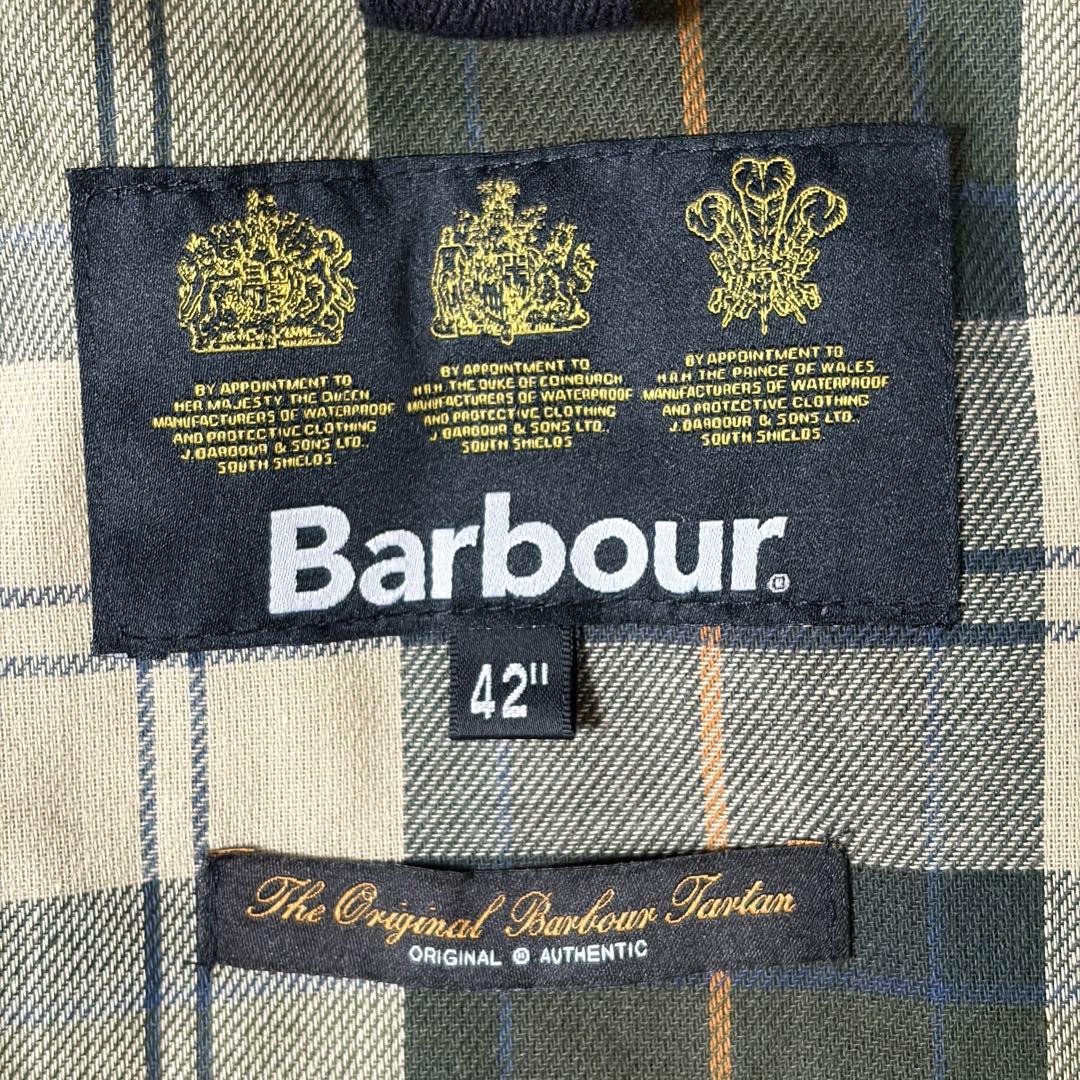 BY APPOINTMENT TO
HER MAJESTY THE QUEEN
MANUFACTURERS OF WATERPROOF
AND PROTECTIVE CLOTHING
J. BARBOUR & SONS LTD.
SOUTH SHIELDS.
BY APPOINTMENT TO
H.R.H. THE DUKE OF EDINBURGH
MANUFACTURERS OF WATERPROOF
AND PROTECTIVE CLOTHING
J. BARBOUR & SONS LTD.,
SOUTH SHIELDS.
BY APPOINTMENT TO
H.R.H. THE PRINCE OF WALES
MANUFACTURERS OF WATERPROOF
AND PROTECTIVE CLOTHING
J. BARBOUR & SONS LTD.,
SOUTH SHIELDS.
Barbour®
42"
The Original Barbour Tartan
ORIGINAL ® AUTHENTIC